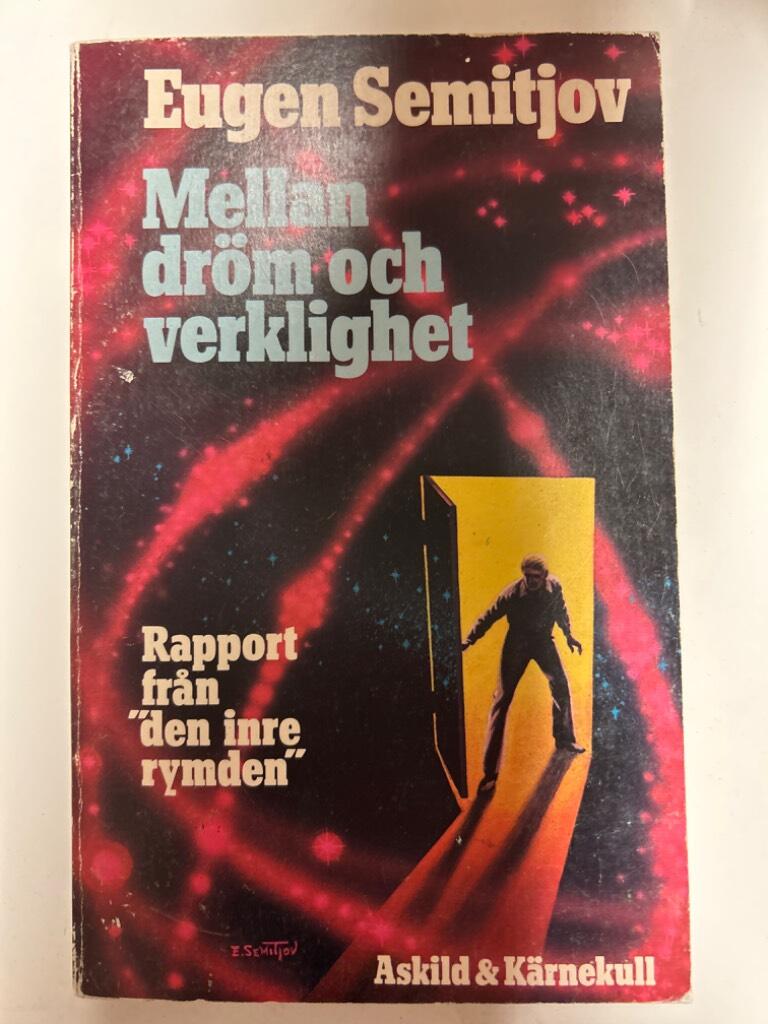 Eugen Semitjov
Mellan
dröm och
verklighet
Rapport
från
"den inre
rymden"
E. SEMITJOV
Askild & Kärnekull